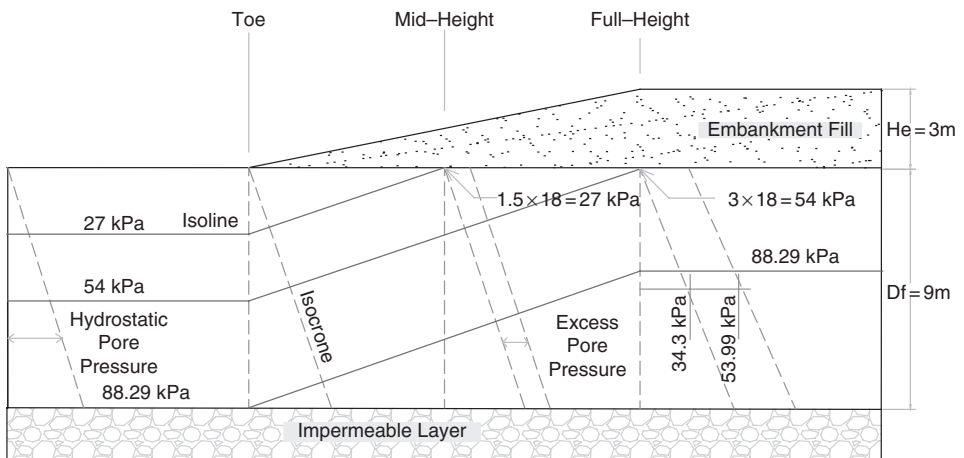 Toe
Mid–Height
Full–Height
Embankment Fill
He = 3m
1.5 × 18 = 27 kPa
3 × 18 = 54 kPa
27 kPa
Isoline
88.29 kPa
54 kPa
Df = 9m
Isocrone
Hydrostatic
Pore
Pressure
Excess
Pore
Pressure
34.3 kPa
53.99 kPa
88.29 kPa
Impermeable Layer